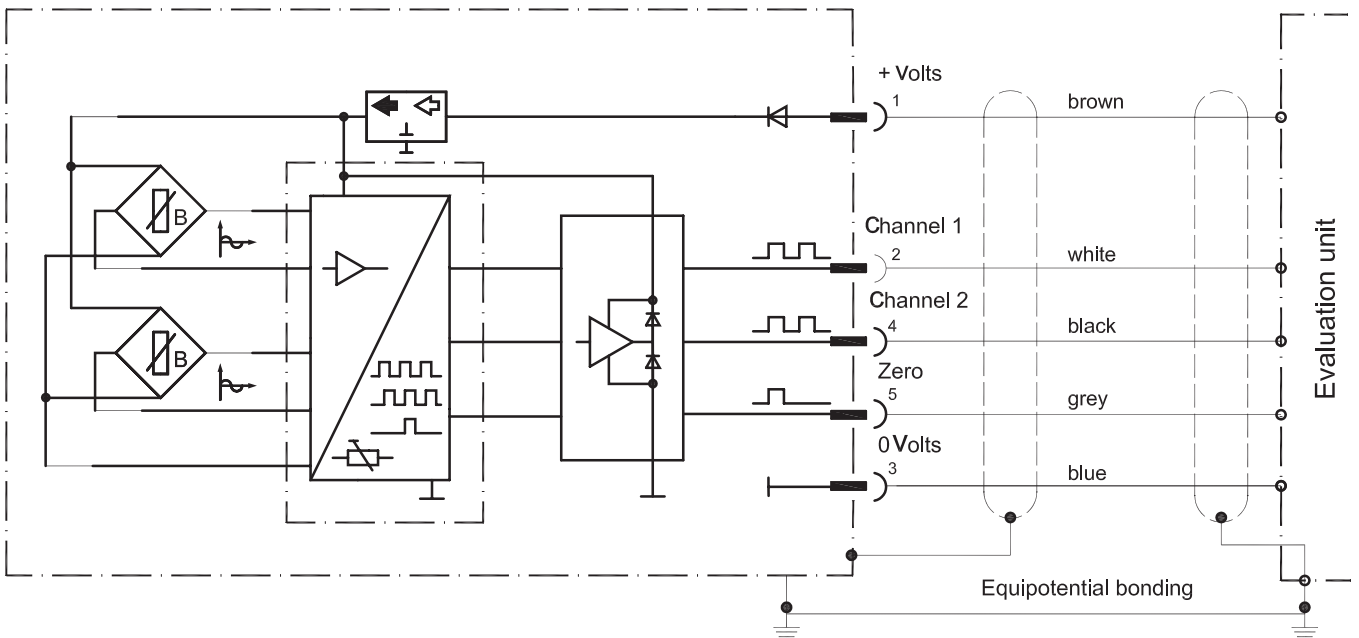 + Volts
1
brown
B
Channel 1
2
white
Channel 2
4
black
B
Zero
5
grey
0 Volts
3
blue
Evaluation unit
Equipotential bonding